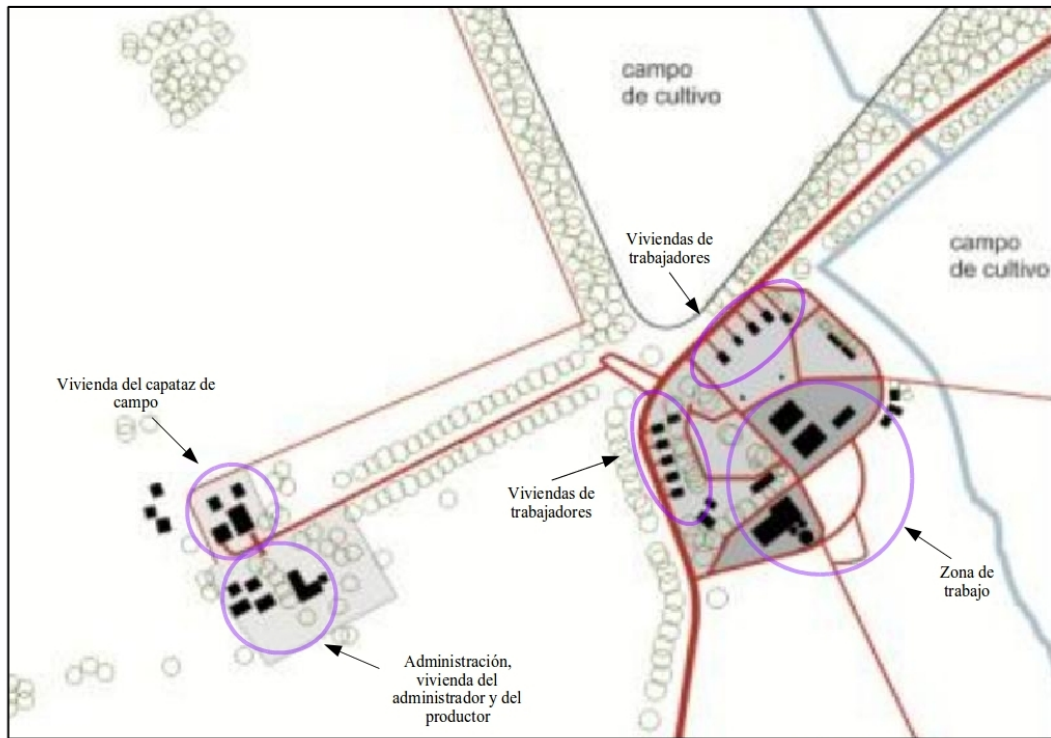 campo
de cultivo
campo
de cultivo
Viviendas de
trabajadores
Vivienda del capataz de
campo
Viviendas de
trabajadores
Zona de
trabajo
Administración,
vivienda del
administrador y del
productor